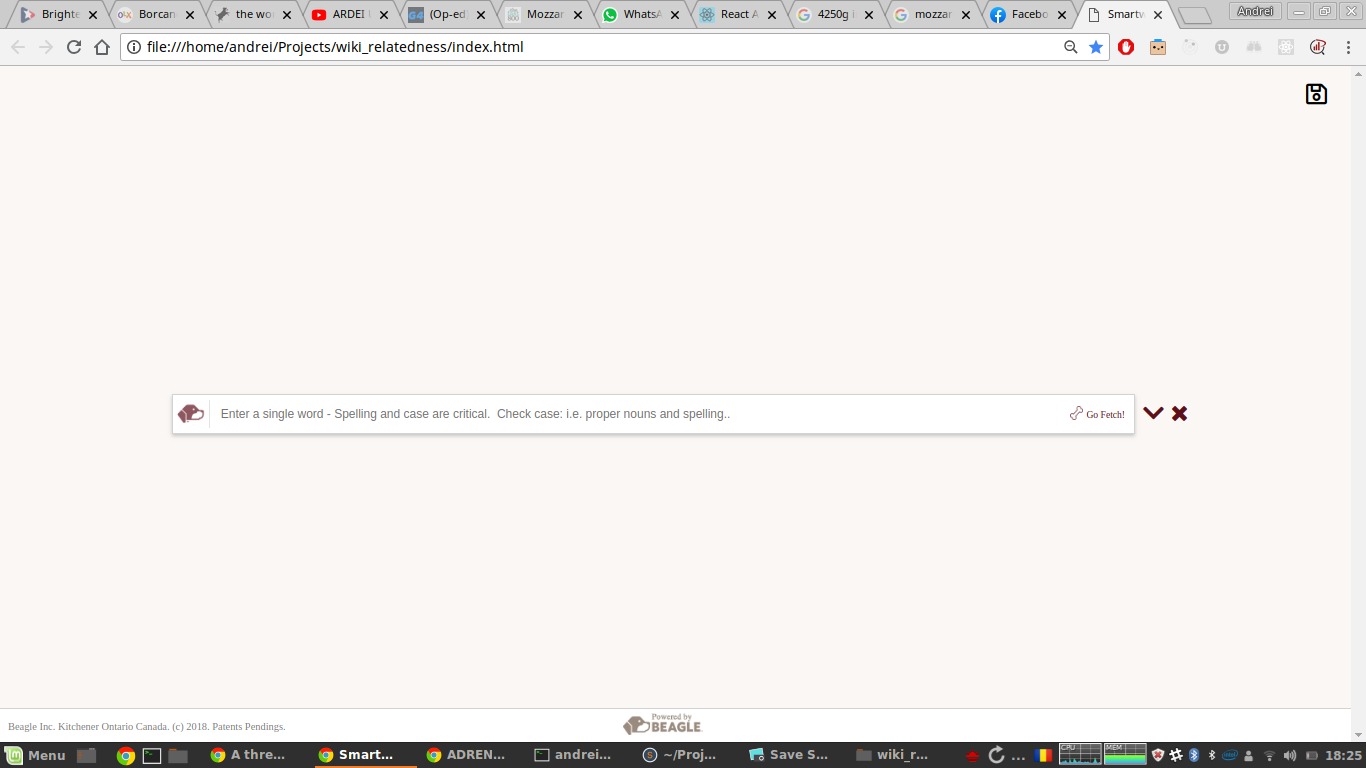 Brighte Borcan the wo ARDEI (Op-ed Mozzar WhatsA React A 4250g mozzar Facebo Smartw Andrei
file:///home/andrei/Projects/wiki_relatedness/index.html
Enter a single word - Spelling and case are critical.  Check case: i.e. proper nouns and spelling.. Go Fetch!
Beagle Inc. Kitchener Ontario Canada. (c) 2018. Patents Pendings.
Powered by
BEAGLE
Menu A thre... Smart... ADREN... andrei... ~/Proj... Save S... wiki_r... ... CPU MEM 18:25